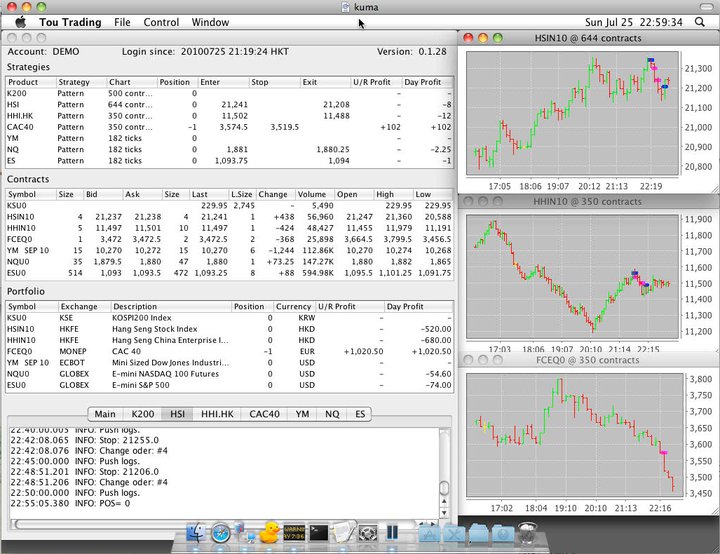 kuma
Tou Trading File Control Window Sun Jul 25 22:59:34
Account: DEMO Login since: 20100725 21:19:24 HKT Version: 0.1.28
Strategies
Product Strategy Chart Position Enter Stop Exit U/R Profit Day Profit
K200 Pattern 500 contr... 0 – –
HSI Pattern 644 contr... 0 21,241 21,208 – –8
HHI.HK Pattern 350 contr... 0 11,502 11,488 – –12
CAC40 Pattern 350 contr... –1 3,574.5 3,519.5 +102 +102
YM Pattern 182 ticks 0 – –
NQ Pattern 182 ticks 0 1,881 1,880.25 – –2.25
ES Pattern 182 ticks 0 1,093.75 1,094 – –1
Contracts
Symbol Size Bid Ask Size Last L.Size Change Volume Open High Low
KSU0 229.95 2,745 – 5,490 229.95 229.95
HSIN10 4 21,237 21,238 4 21,241 1 +438 56,960 21,247 21,360 20,588
HHIN10 5 11,497 11,501 10 11,497 1 –424 48,427 11,455 11,979 11,191
FCEQ0 1 3,472 3,472.5 2 3,472.5 2 –368 25,898 3,664.5 3,799.5 3,456.5
YM SEP 10 15 10,270 10,272 15 10,270 6 –1,244 112.86K 10,270 10,274 10,268
NQU0 35 1,879.5 1,880 47 1,880 1 +73.25 147.27K 1,880 1,882 1,865
ESU0 514 1,093 1,093.5 472 1,093.25 8 +88 594.98K 1,095.5 1,101.25 1,091.75
Portfolio
Symbol Exchange Description Position Currency U/R Profit Day Profit
KSU0 KSE KOSPI200 Index 0 KRW – –
HSIN10 HKFE Hang Seng Stock Index 0 HKD – –520.00
HHIN10 HKFE Hang Seng China Enterprise I... 0 HKD – –680.00
FCEQ0 MONEP CAC 40 –1 EUR +1,020.50 +1,020.50
YM SEP 10 ECBOT Mini Sized Dow Jones Industri... 0 USD – –
NQU0 GLOBEX E-mini NASDAQ 100 Futures 0 USD – –54.60
ESU0 GLOBEX E-mini S&P 500 0 USD – –74.00
Main K200 HSI HHI.HK CAC40 YM NQ ES
22:40:00.005 INFO: Push logs.
22:42:08.065 INFO: Stop: 21255.0
22:42:08.076 INFO: Change oder: #4
22:45:00.000 INFO: Push logs.
22:48:51.201 INFO: Stop: 21206.0
22:48:51.206 INFO: Change oder: #4
22:50:00.000 INFO: Push logs.
22:55:05.380 INFO: POS= 0
HSIN10 @ 644 contracts
21,300
21,200
21,100
21,000
20,900
20,800
17:05 18:06 19:07 20:12 21:13 22:19
HHIN10 @ 350 contracts
11,900
11,800
11,700
11,600
11,500
11,400
11,300
11,200
17:04 18:06 19:07 20:11 21:14 22:15
FCEQ0 @ 350 contracts
3,800
3,750
3,700
3,650
3,600
3,550
3,500
3,450
17:02 18:04 19:06 20:08 21:14 22:16